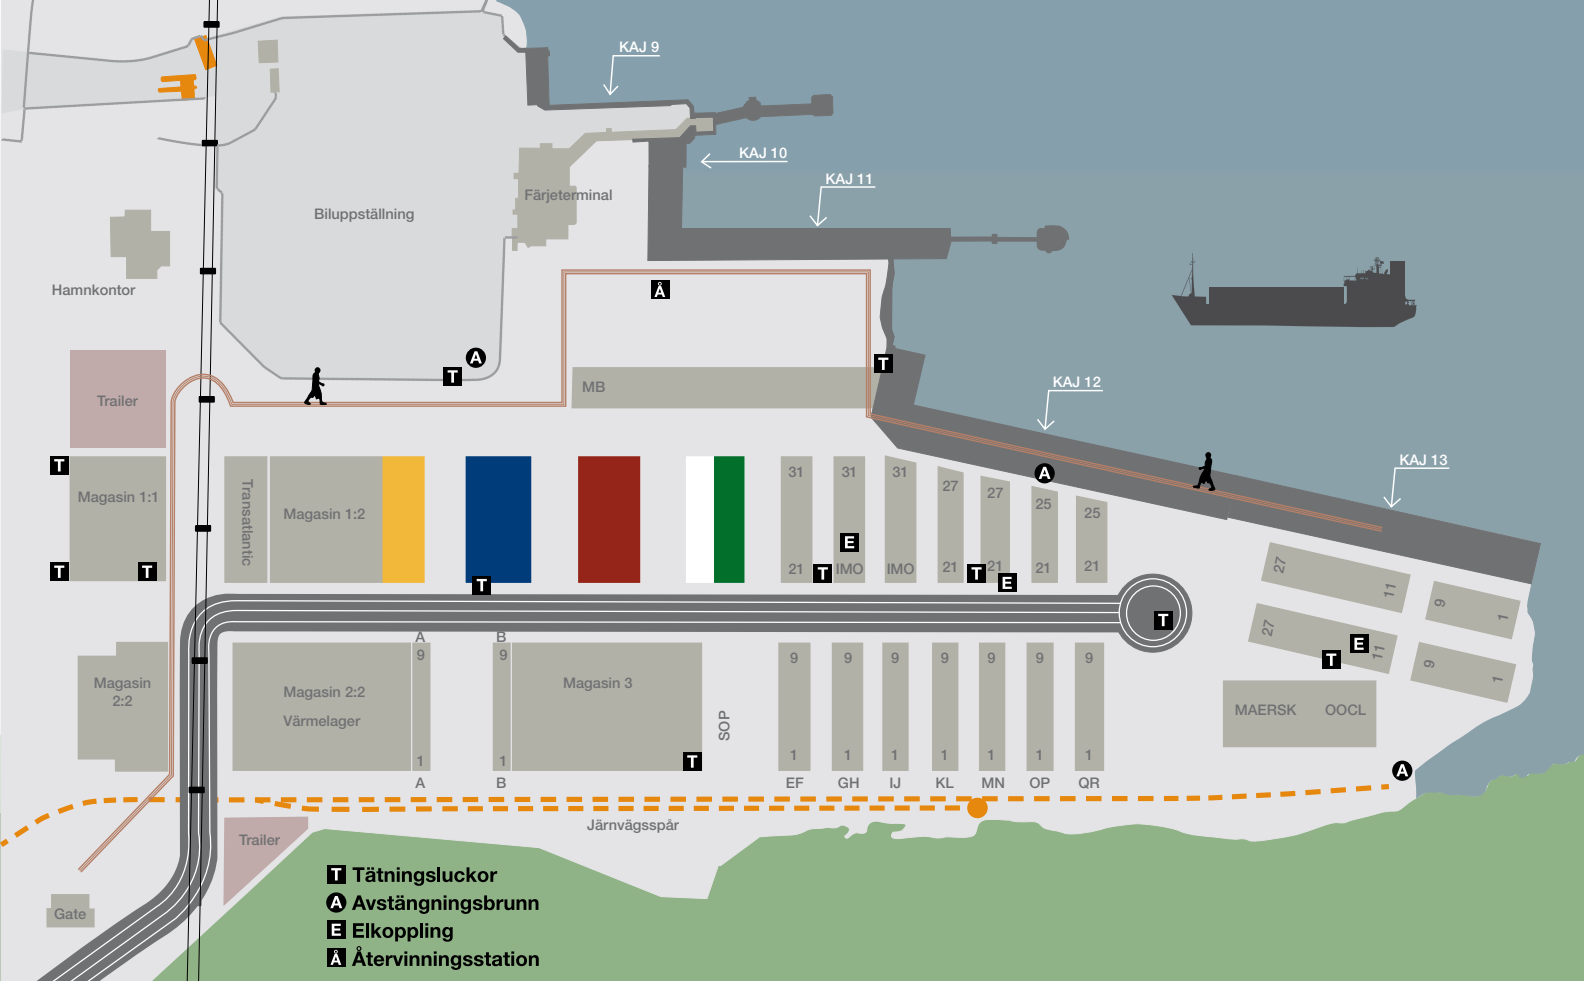 KAJ 9
KAJ 10
KAJ 11
Färjeterminal
Biluppställning
Hamnkontor
Å
A
T
T
MB
KAJ 12
Trailer
KAJ 13
A
T
Magasin 1:1
T
T
Transatlantic
Magasin 1:2
T
31
21
31
E
IMO
T
31
IMO
27
21
27
21
T
E
25
21
25
21
T
27
11
9
1
27
11
E
T
9
1
A
9
1
A
B
9
1
B
Magasin
2:2
Magasin 2:2
Värmelager
Magasin 3
T
SOP
9
1
EF
9
1
GH
9
1
IJ
9
1
KL
9
1
MN
9
1
OP
9
1
QR
MAERSK
OOCL
A
Järnvägsspår
Trailer
Gate
T Tätningsluckor
A Avstängningsbrunn
E Elkoppling
Å Återvinningsstation